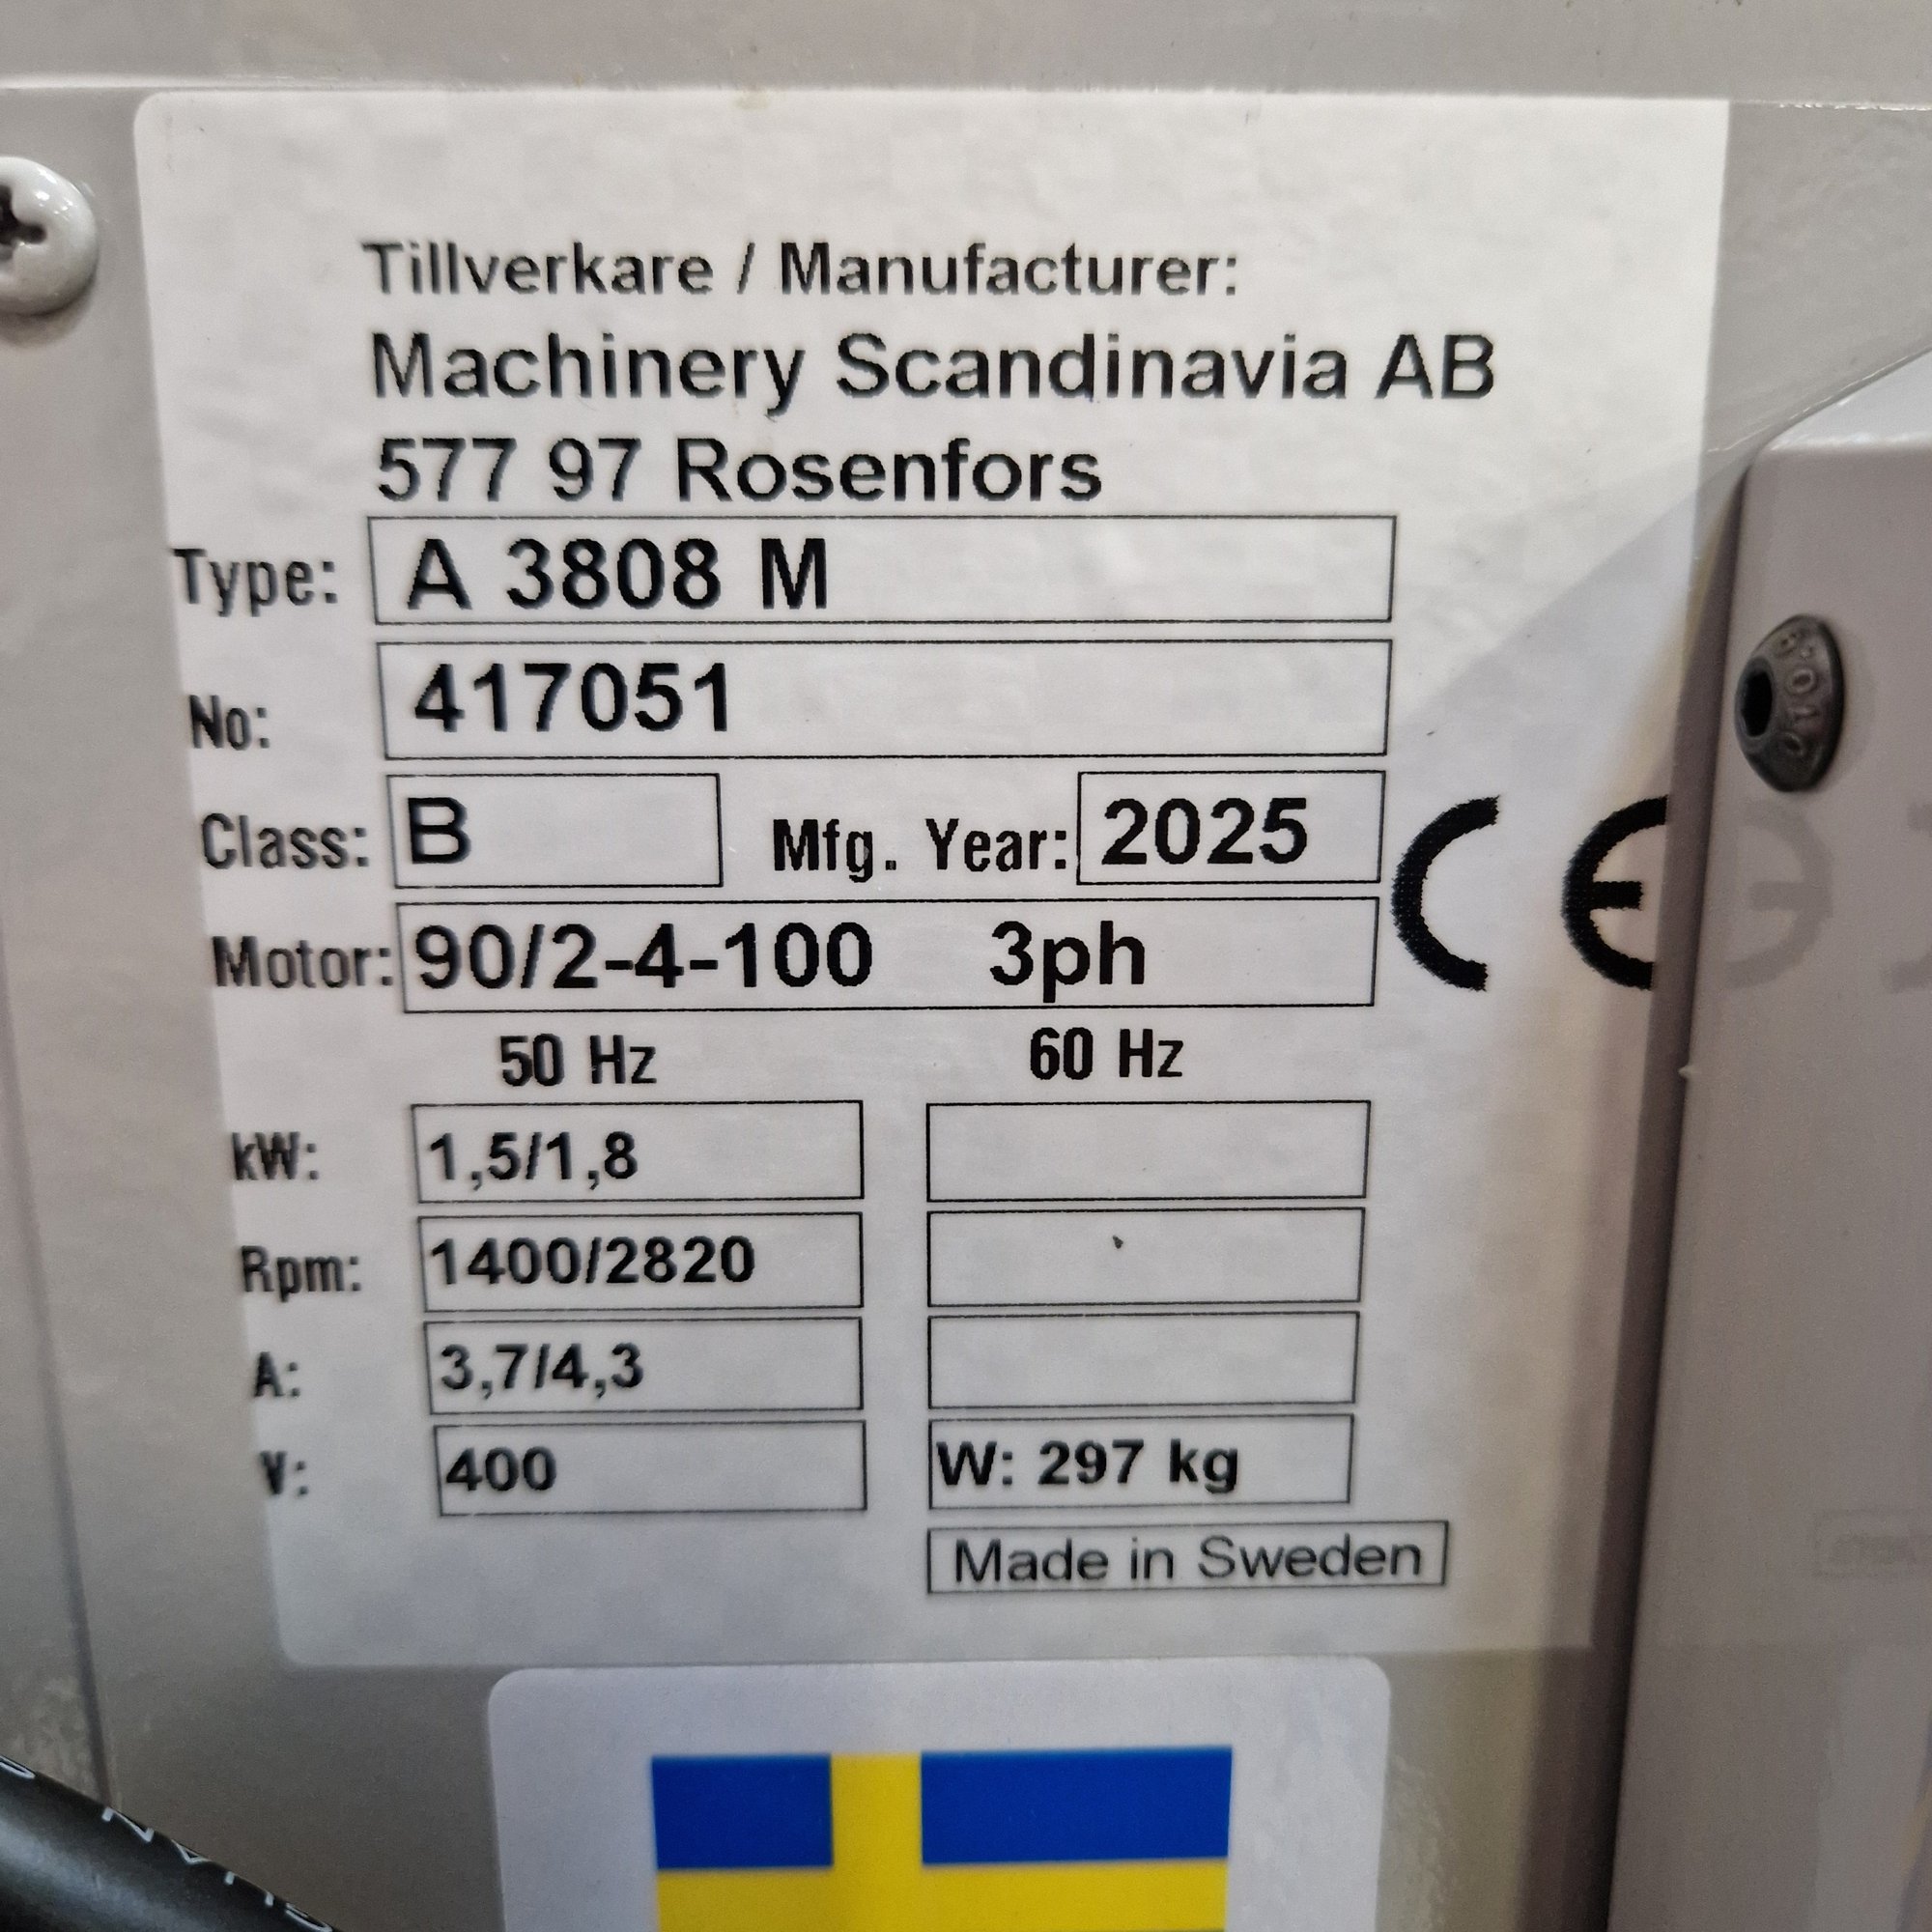 Tillverkare / Manufacturer:
Machinery Scandinavia AB
577 97 Rosenfors
Type: A 3808 M
No: 417051
Class: B Mfg. Year: 2025
CE
Motor: 90/2-4-100 3ph
50 Hz 60 Hz
kW: 1,5/1,8
Rpm: 1400/2820
A: 3,7/4,3
V: 400 W: 297 kg
Made in Sweden